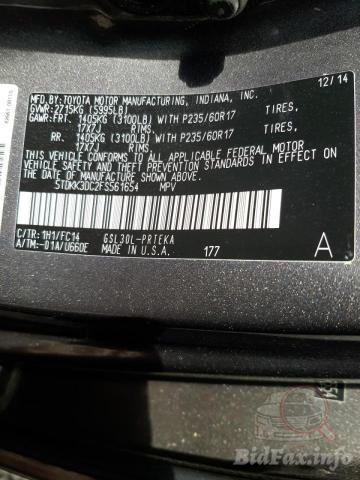 MFD. BY: TOYOTA MOTOR MANUFACTURING, INDIANA, INC. 12/14
GVWR: 2715KG (5995LB)
GAWR: FRT. 1405KG (3100LB) WITH P235/60R17 TIRES,
17X7J RIMS,
RR. 1405KG (3100LB) WITH P235/60R17 TIRES,
17X7J RIMS,
THIS VEHICLE CONFORMS TO ALL APPLICABLE FEDERAL MOTOR VEHICLE SAFETY, BUMPER, AND THEFT PREVENTION STANDARDS IN EFFECT ON THE DATE OF MANUFACTURE SHOWN ABOVE.
5TDKK3DC2FS561654 MPV
C/TR: 1H1/FC14 GSL30L-PRTEKA
A/TM: -01A/U660E
MADE IN U.S.A. 177 A
BidFax.info